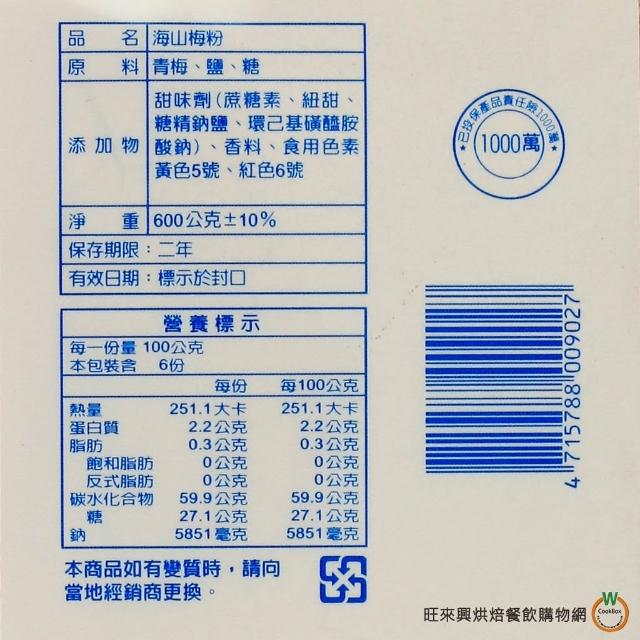 品名 海山梅粉
原料 青梅、鹽、糖
添加物 甜味劑(蔗糖素、紐甜、
糖精鈉鹽、環己基磺醯胺
酸鈉)、香料、食用色素
黃色5號、紅色6號
淨重 600公克±10%
保存期限：二年
有效日期：標示於封口
★已投保產品責任險1000萬★
1000萬
營養標示
每一份量 100公克
本包裝含 6份
每份 每100公克
熱量 251.1大卡 251.1大卡
蛋白質 2.2公克 2.2公克
脂肪 0.3公克 0.3公克
飽和脂肪 0公克 0公克
反式脂肪 0公克 0公克
碳水化合物 59.9公克 59.9公克
糖 27.1公克 27.1公克
鈉 5851毫克 5851毫克
4 715788 009027
本商品如有變質時，請向
當地經銷商更換。
W
CookBox
旺來興烘焙餐飲購物網